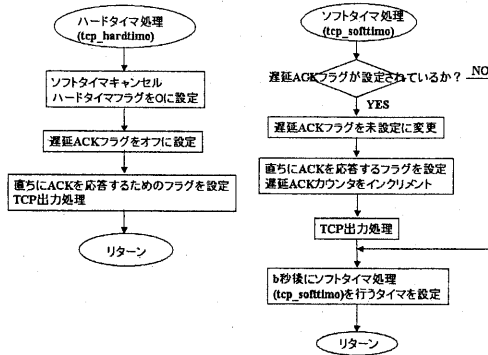 ハードタイマ処理
(tcp_hardtimo)
ソフトタイマキャンセル
ハードタイマフラグを0に設定
遅延ACKフラグをオフに設定
直ちにACKを応答するためのフラグを設定
TCP出力処理
リターン
ソフトタイマ処理
(tcp_softtimo)
遅延ACKフラグが設定されているか?
NO
YES
遅延ACKフラグを未設定に変更
直ちにACKを応答するフラグを設定
遅延ACKカウンタをインクリメント
TCP出力処理
b秒後にソフトタイマ処理
(tcp_softtimo)を行うタイマを設定
リターン